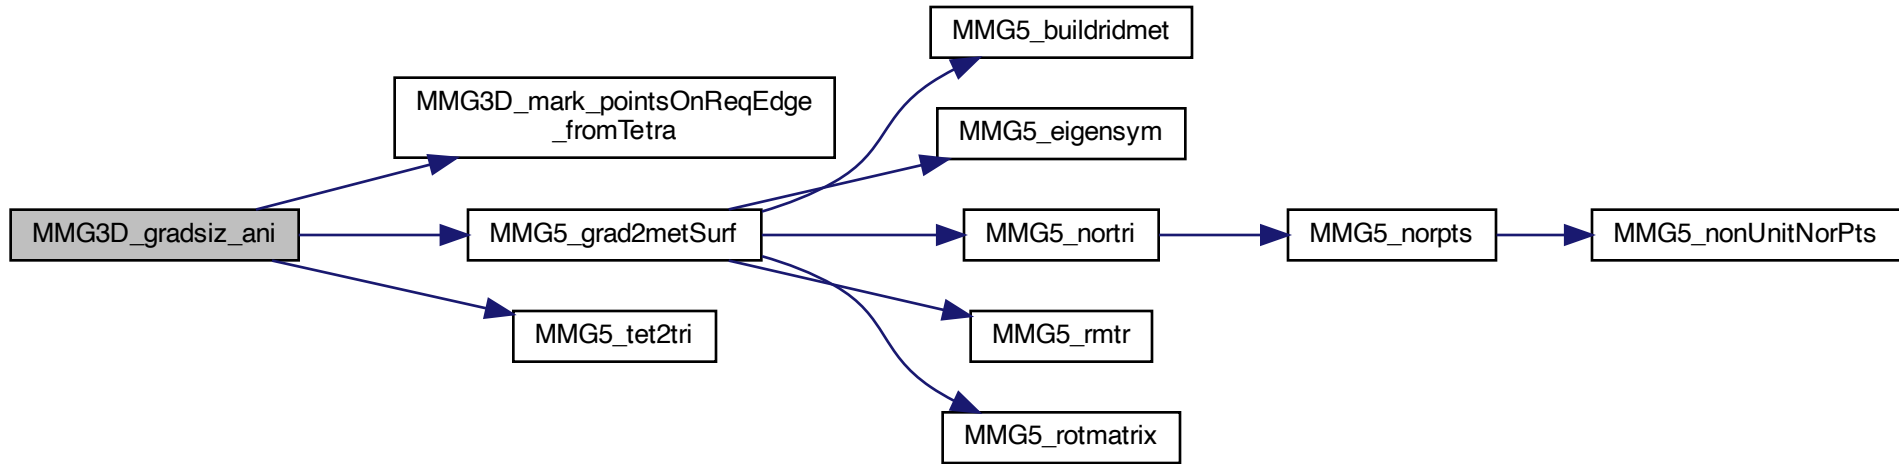 MMG5_buildridmet
MMG3D_mark_pointsOnReqEdge
_fromTetra
MMG5_eigensym
MMG3D_gradsiz_ani
MMG5_grad2metSurf
MMG5_nortri
MMG5_norpts
MMG5_nonUnitNorPts
MMG5_tet2tri
MMG5_rmtr
MMG5_rotmatrix